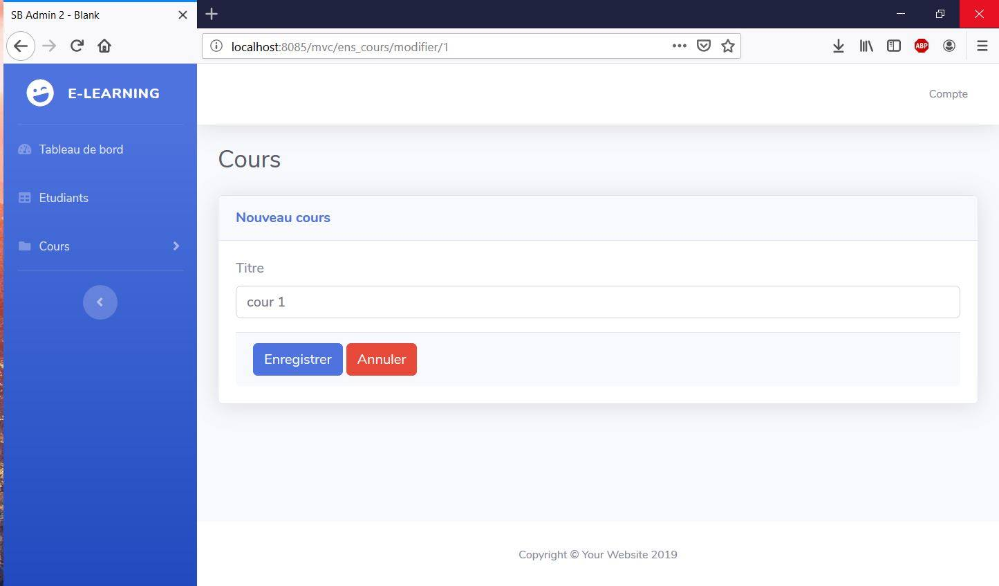 SB Admin 2 - Blank
localhost:8085/mvc/ens_cours/modifier/1
ABP
E-LEARNING
Compte
Tableau de bord
Etudiants
Cours
Cours
Nouveau cours
Titre
cour 1
Enregistrer Annuler
Copyright © Your Website 2019